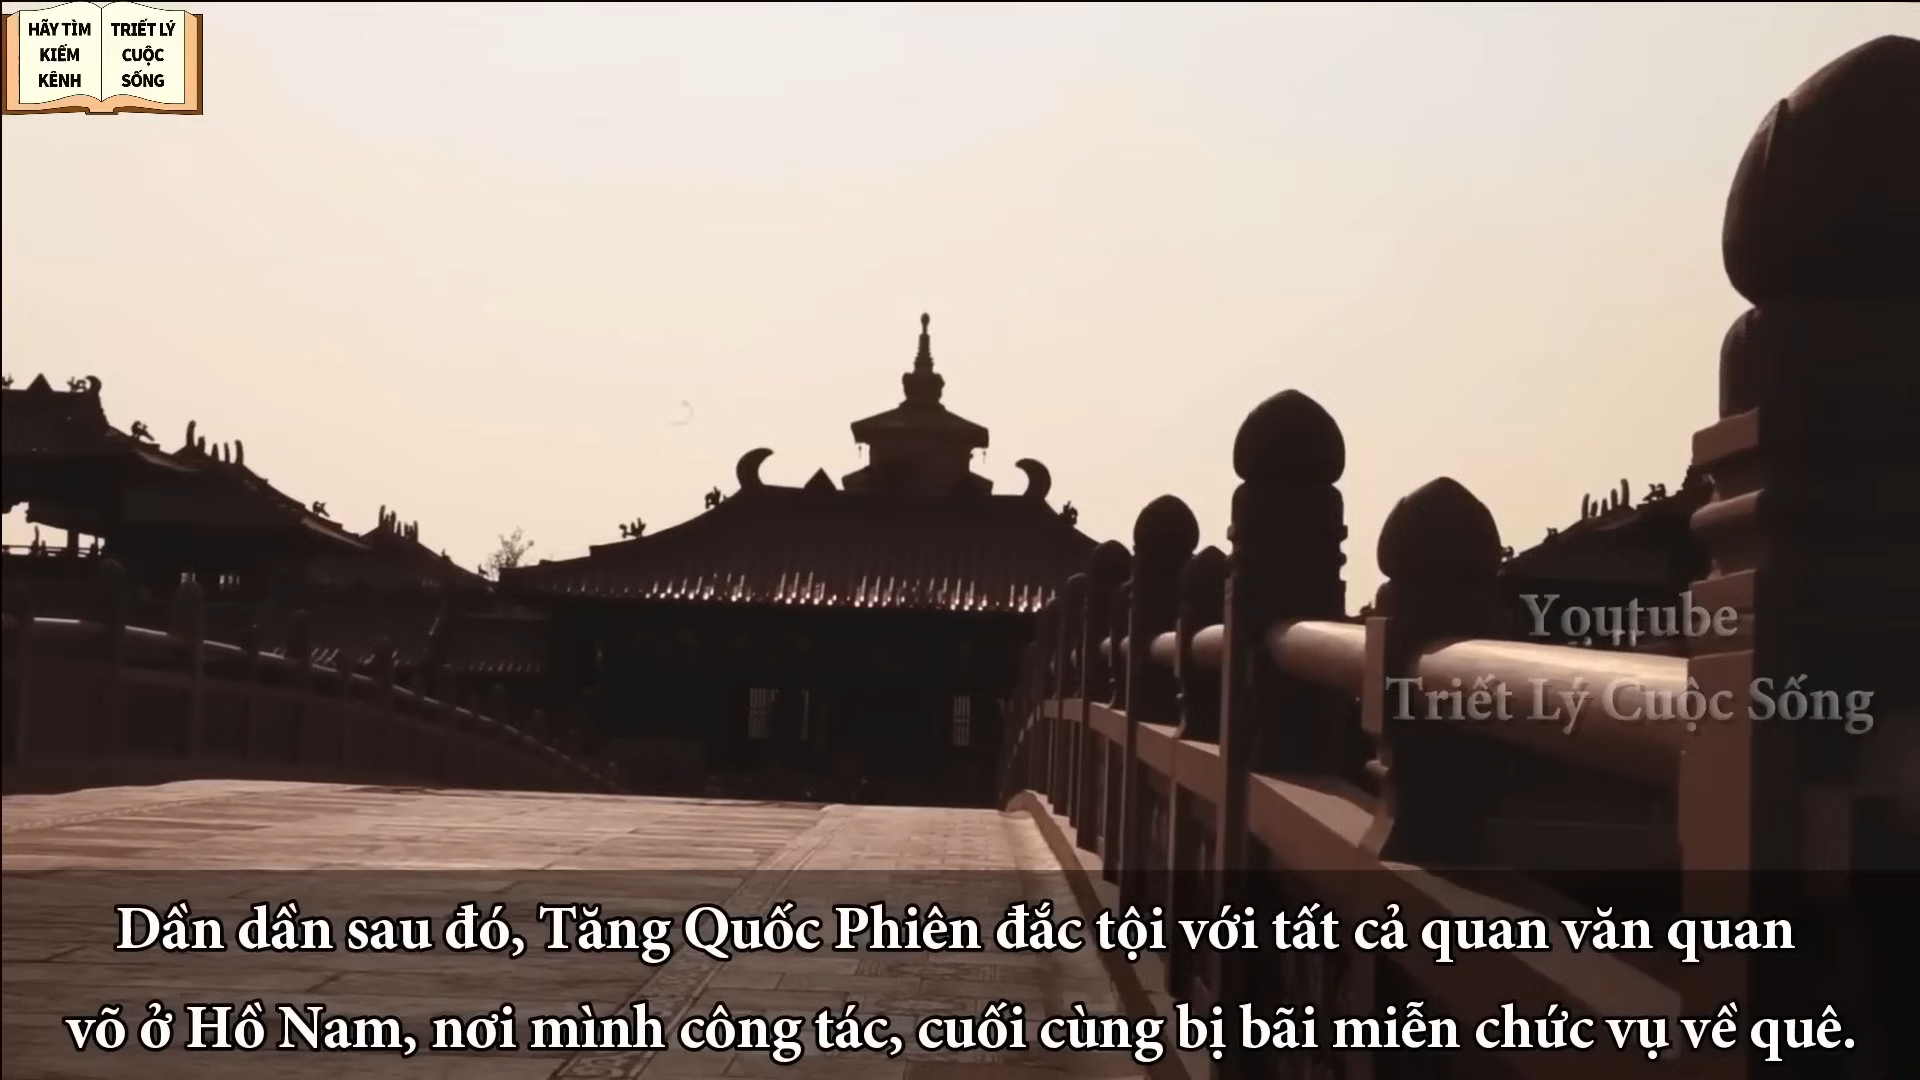 HÃY TÌM
KIẾM
KÊNH
TRIẾT LÝ
CUỘC
SỐNG
Youtube
Triết Lý Cuộc Sống
Dần dần sau đó, Tăng Quốc Phiên đắc tội với tất cả quan văn quan
võ ở Hồ Nam, nơi mình công tác, cuối cùng bị bãi miễn chức vụ về quê.